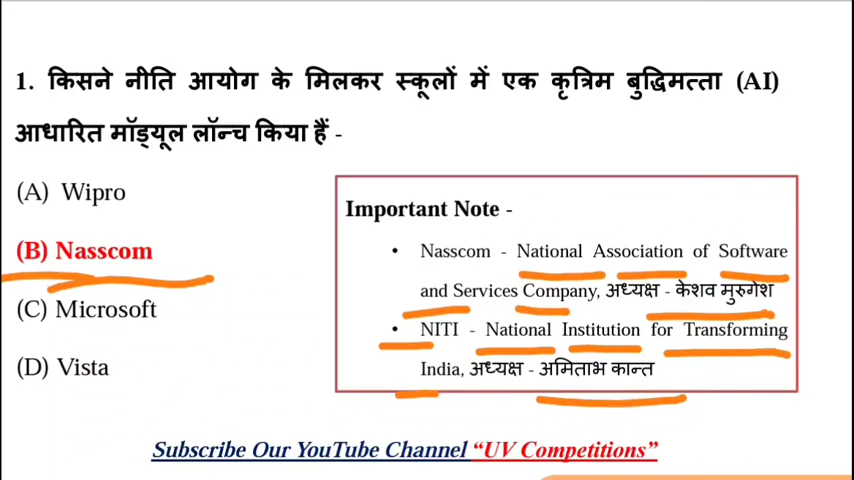 1. किसने नीति आयोग के मिलकर स्कूलों में एक कृत्रिम बुद्धिमत्ता (AI)
आधारित मॉड्यूल लॉन्च किया हैं -
(A) Wipro
(B) Nasscom
(C) Microsoft
(D) Vista
Important Note -
• Nasscom - National Association of Software
and Services Company, अध्यक्ष - केशव मुरुगेश
• NITI - National Institution for Transforming
India, अध्यक्ष - अमिताभ कान्त
Subscribe Our YouTube Channel “UV Competitions”